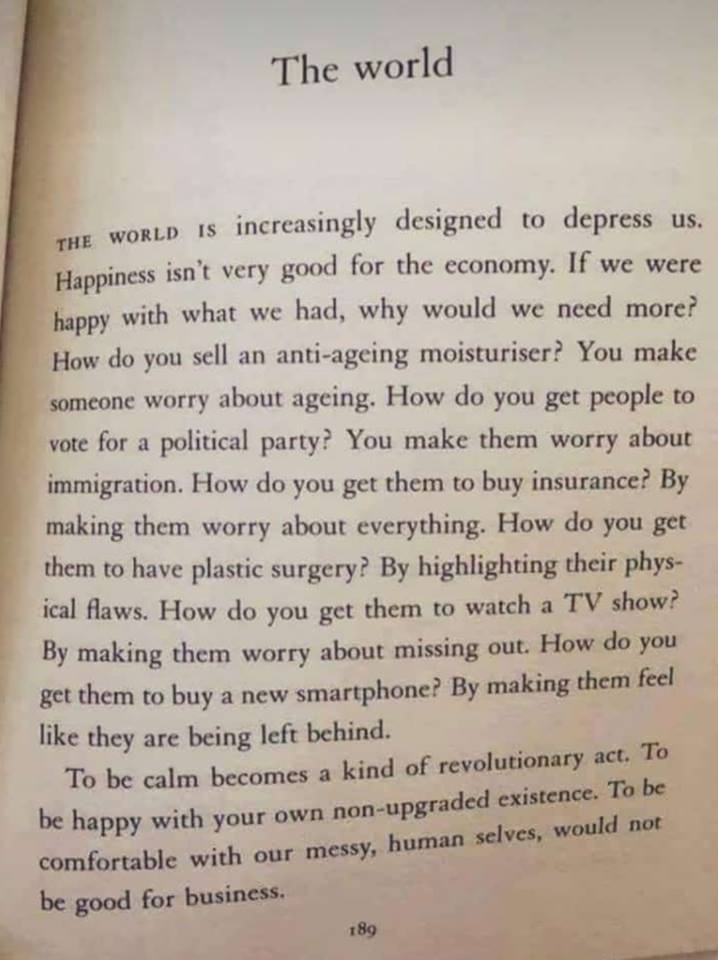 The world
THE WORLD IS increasingly designed to depress us.
Happiness isn't very good for the economy. If we were
happy with what we had, why would we need more?
How do you sell an anti-ageing moisturiser? You make
someone worry about ageing. How do you get people to
vote for a political party? You make them worry about
immigration. How do you get them to buy insurance? By
making them worry about everything. How do you get
them to have plastic surgery? By highlighting their phys-
ical flaws. How do you get them to watch a TV show?
By making them worry about missing out. How do you
get them to buy a new smartphone? By making them feel
like they are being left behind.
To be calm becomes a kind of revolutionary act. To
be happy with your own non-upgraded existence. To be
comfortable with our messy, human selves, would not
be good for business.
189